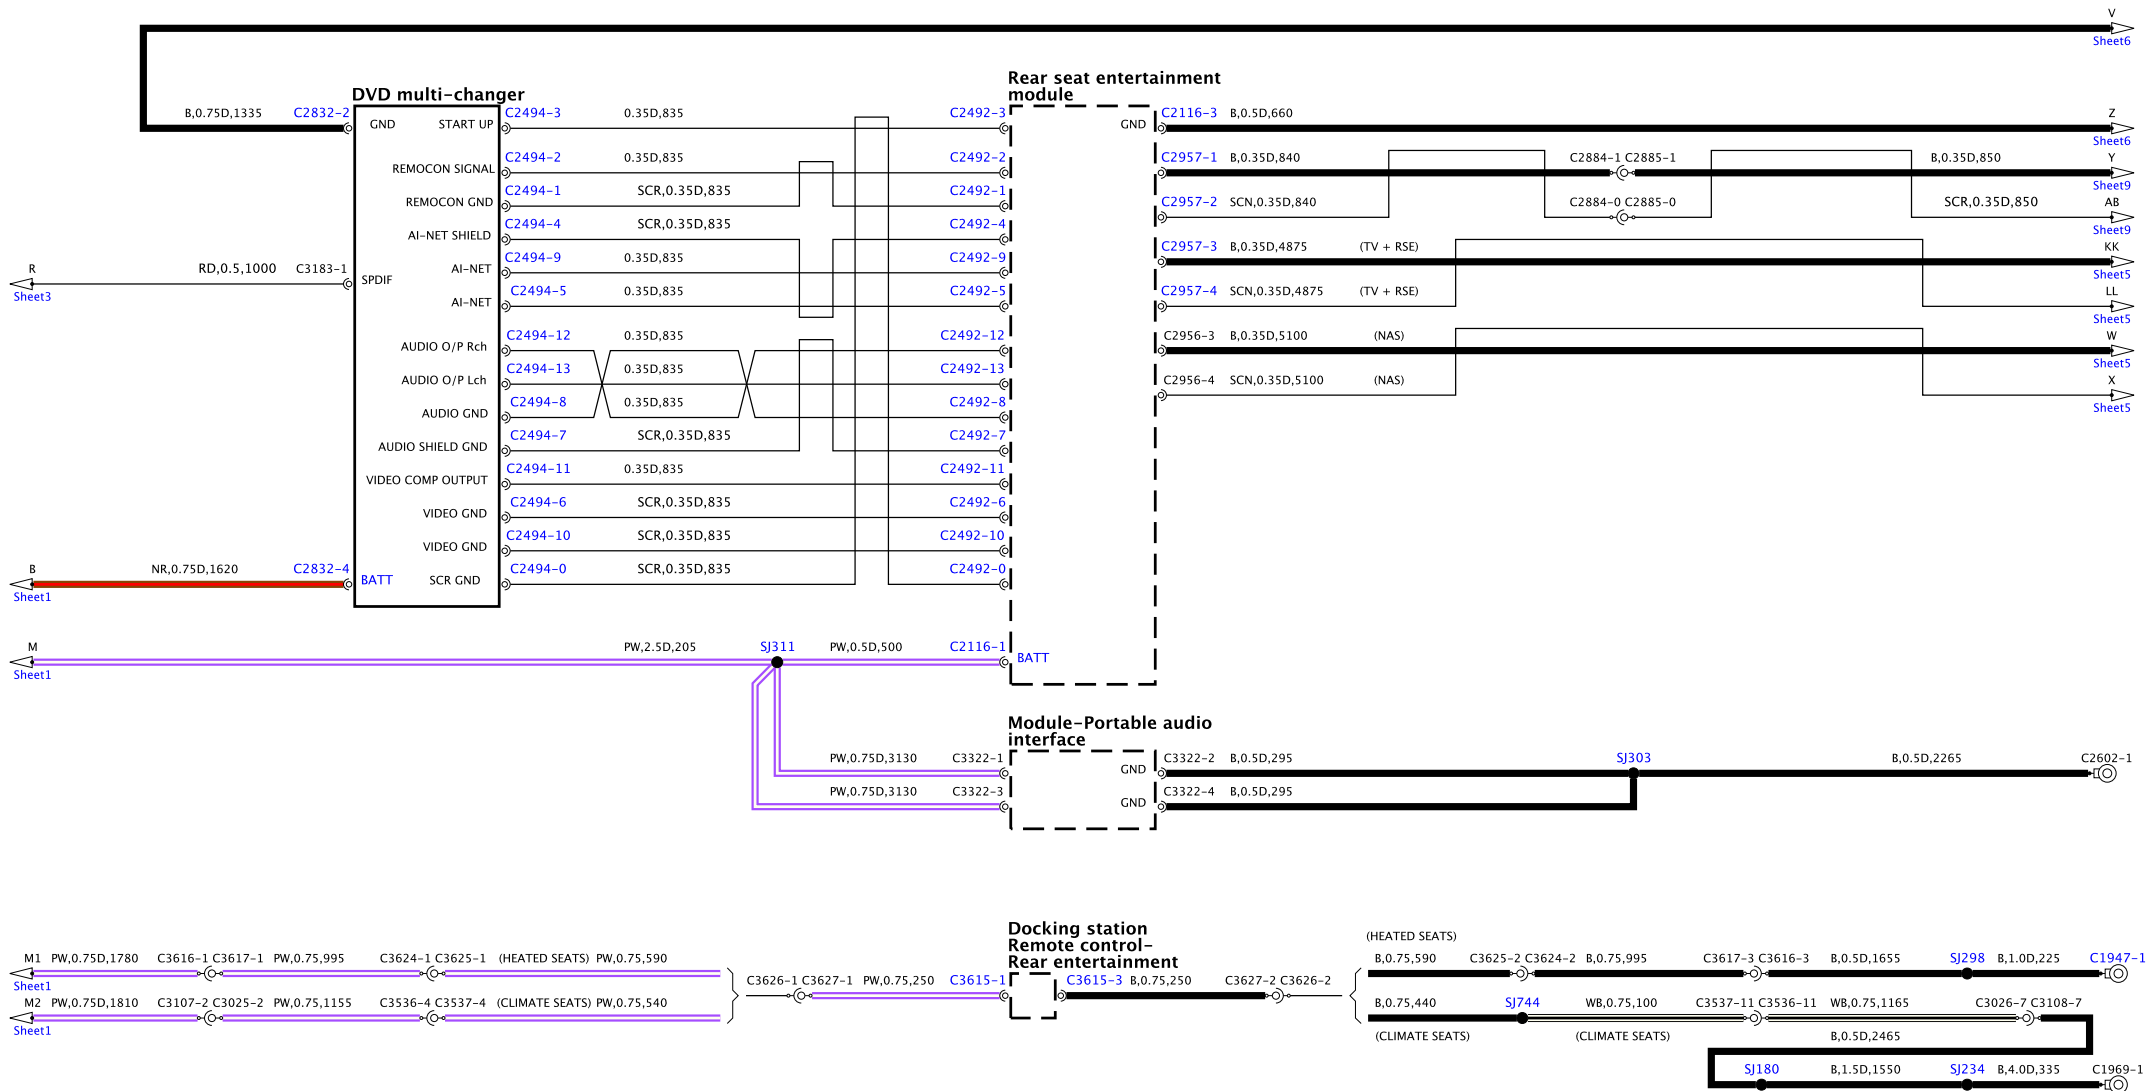 V
Sheet6
Rear seat entertainment
module
DVD multi-changer
B,0.75D,1335 C2832-2 GND START UP C2494-3 0.35D,835 C2492-3 GND C2116-3 B,0.5D,660 Z
Sheet6
REMOCON SIGNAL C2494-2 0.35D,835 C2492-2 C2957-1 B,0.35D,840 C2884-1 C2885-1 B,0.35D,850 Y
Sheet9
REMOCON GND C2494-1 SCR,0.35D,835 C2492-1 C2957-2 SCN,0.35D,840 C2884-0 C2885-0 SCR,0.35D,850 AB
Sheet9
AI-NET SHIELD C2494-4 SCR,0.35D,835 C2492-4 C2957-3 B,0.35D,4875 (TV + RSE) KK
Sheet5
R RD,0.5,1000 C3183-1 SPDIF AI-NET C2494-9 0.35D,835 C2492-9
Sheet3
AI-NET C2494-5 0.35D,835 C2492-5 C2957-4 SCN,0.35D,4875 (TV + RSE) LL
Sheet5
AUDIO O/P Rch C2494-12 0.35D,835 C2492-12 C2956-3 B,0.35D,5100 (NAS) W
Sheet5
AUDIO O/P Lch C2494-13 0.35D,835 C2492-13 C2956-4 SCN,0.35D,5100 (NAS) X
Sheet5
AUDIO GND C2494-8 0.35D,835 C2492-8
AUDIO SHIELD GND C2494-7 SCR,0.35D,835 C2492-7
VIDEO COMP OUTPUT C2494-11 0.35D,835 C2492-11
VIDEO GND C2494-6 SCR,0.35D,835 C2492-6
VIDEO GND C2494-10 SCR,0.35D,835 C2492-10
B NR,0.75D,1620 C2832-4 BATT SCR GND C2494-0 SCR,0.35D,835 C2492-0
Sheet1
M PW,2.5D,205 SJ311 PW,0.5D,500 C2116-1 BATT
Sheet1
Module-Portable audio
interface
PW,0.75D,3130 C3322-1 GND C3322-2 B,0.5D,295 SJ303 B,0.5D,2265 C2602-1
PW,0.75D,3130 C3322-3 GND C3322-4 B,0.5D,295
Docking station
Remote control-
Rear entertainment
(HEATED SEATS)
M1 PW,0.75D,1780 C3616-1 C3617-1 PW,0.75,995 C3624-1 C3625-1 (HEATED SEATS) PW,0.75,590 B,0.75,590 C3625-2 C3624-2 B,0.75,995 C3617-3 C3616-3 B,0.5D,1655 SJ298 B,1.0D,225 C1947-1
Sheet1
C3626-1 C3627-1 PW,0.75,250 C3615-1 C3615-3 B,0.75,250 C3627-2 C3626-2
M2 PW,0.75D,1810 C3107-2 C3025-2 PW,0.75,1155 C3536-4 C3537-4 (CLIMATE SEATS) PW,0.75,540 B,0.75,440 SJ744 WB,0.75,100 C3537-11 C3536-11 WB,0.75,1165 C3026-7 C3108-7
Sheet1
(CLIMATE SEATS) (CLIMATE SEATS) B,0.5D,2465
SJ180 B,1.5D,1550 SJ234 B,4.0D,335 C1969-1